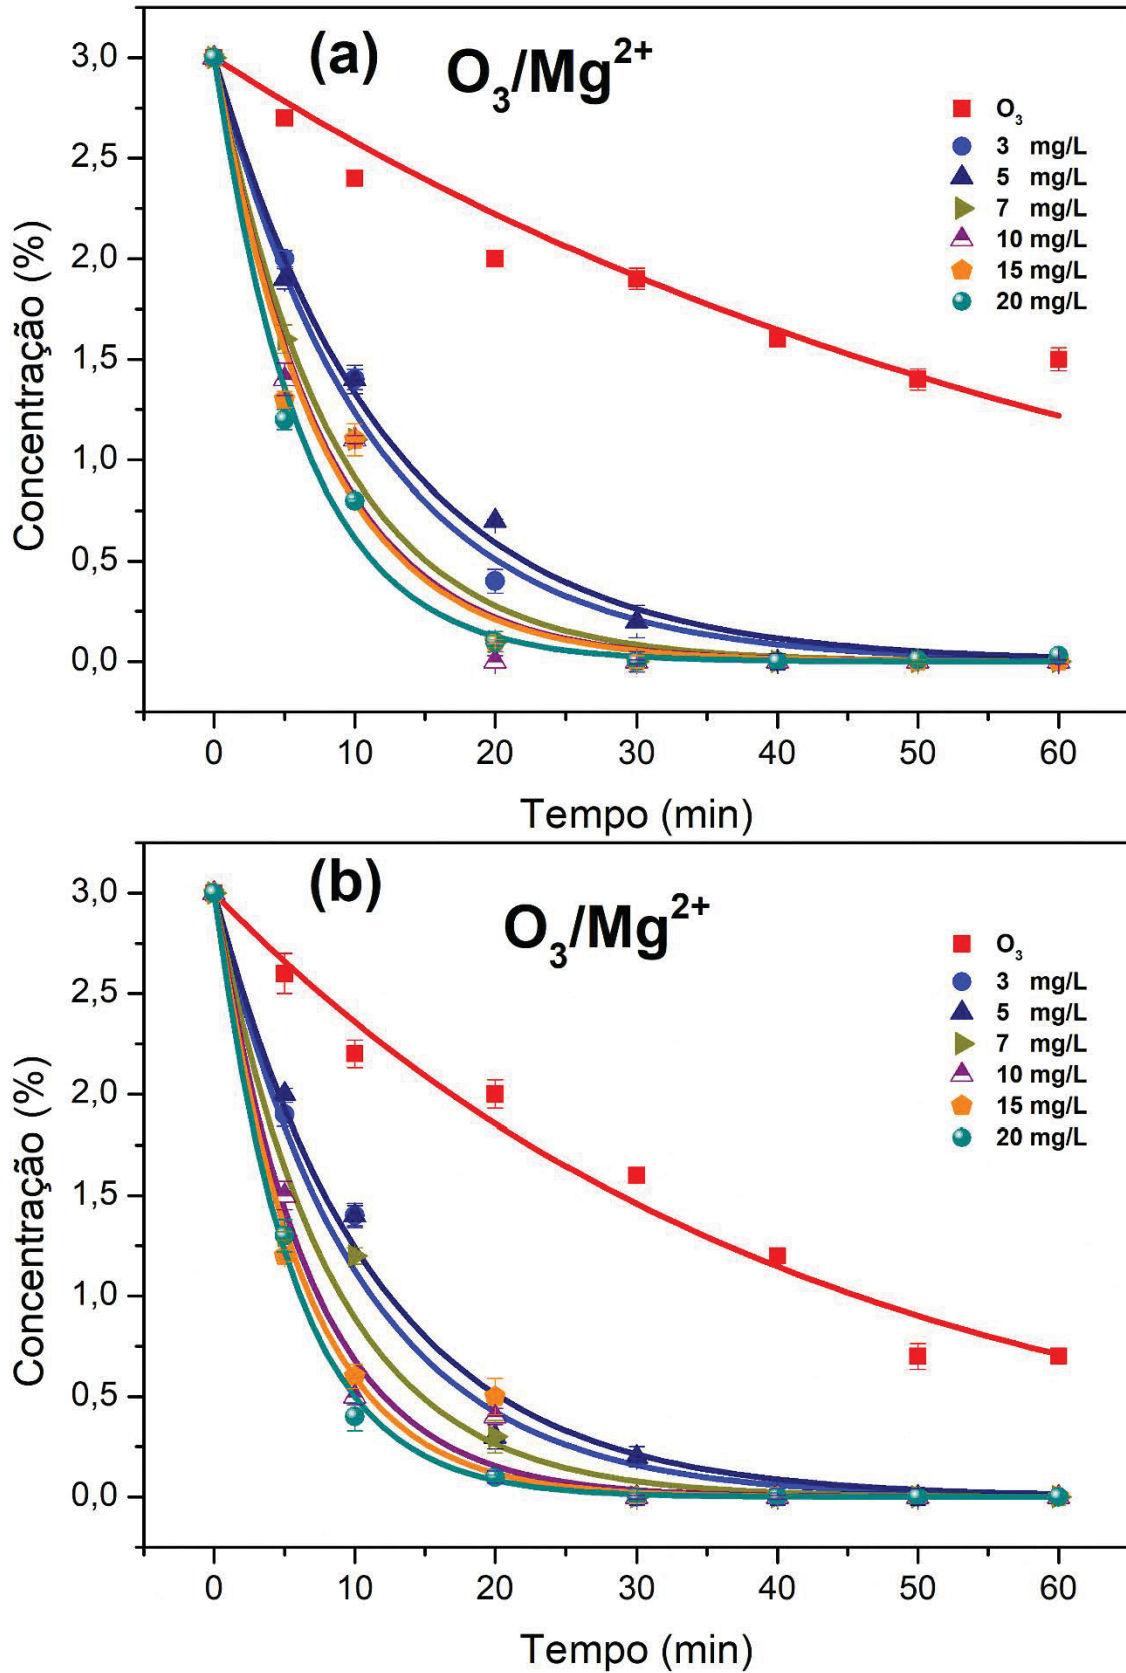 (a)
O₃/Mg²⁺
O₃
3 mg/L
5 mg/L
7 mg/L
10 mg/L
15 mg/L
20 mg/L
Concentração (%)
3,0
2,5
2,0
1,5
1,0
0,5
0,0
0 10 20 30 40 50 60
Tempo (min)
(b)
O₃/Mg²⁺
O₃
3 mg/L
5 mg/L
7 mg/L
10 mg/L
15 mg/L
20 mg/L
Concentração (%)
3,0
2,5
2,0
1,5
1,0
0,5
0,0
0 10 20 30 40 50 60
Tempo (min)